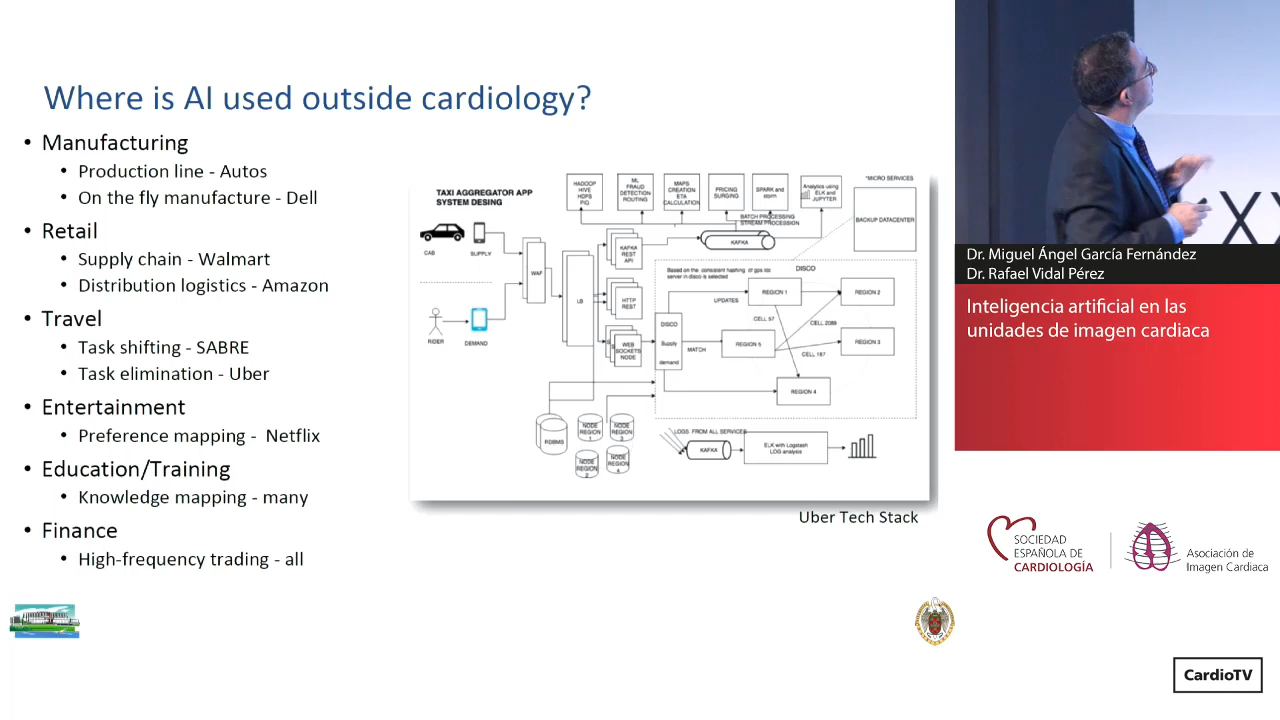 Where is AI used outside cardiology?
• Manufacturing
• Production line - Autos
• On the fly manufacture - Dell
• Retail
• Supply chain - Walmart
• Distribution logistics - Amazon
• Travel
• Task shifting - SABRE
• Task elimination - Uber
• Entertainment
• Preference mapping - Netflix
• Education/Training
• Knowledge mapping - many
• Finance
• High-frequency trading - all
TAXI AGGREGATOR APP
SYSTEM DESING
CAB
SUPPLY
RIDER
DEMAND
WAF
LB
HADOOP
HIVE
HDFS
PIG
ML
FRAUD
DETECTION
ROUTING
MAPS
CREATION
ETA
CALCULATION
PRICING
SURGING
SPARK and
storm
Analytics using
ELK and
JUPYTER
BATCH PROCESSING
STREAM PROCESSION
KAFKA
KAFKA
REST
API
HTTP
REST
WEB
SOCKETS
NODE
*MICRO SERVICES
BACKUP DATACENTER
Based on the consistent hashing of gps loc
server in disco is selected
DISCO
DISCO
Supply
demand
UPDATES
MATCH
REGION 1
REGION 2
REGION 5
REGION 3
REGION 4
CELL 57
CELL 2089
CELL 187
RDBMS
NODE
REGION
1
NODE
REGION
3
NODE
REGION
2
NODE
REGION
4
LOGS FROM ALL SERVICES
KAFKA
ELK with Logstash
LOG analysis
Uber Tech Stack
XX
Dr. Miguel Ángel García Fernández
Dr. Rafael Vidal Pérez
Inteligencia artificial en las
unidades de imagen cardiaca
SOCIEDAD
ESPAÑOLA DE
CARDIOLOGÍA
Asociación de
Imagen Cardiaca
CardioTV